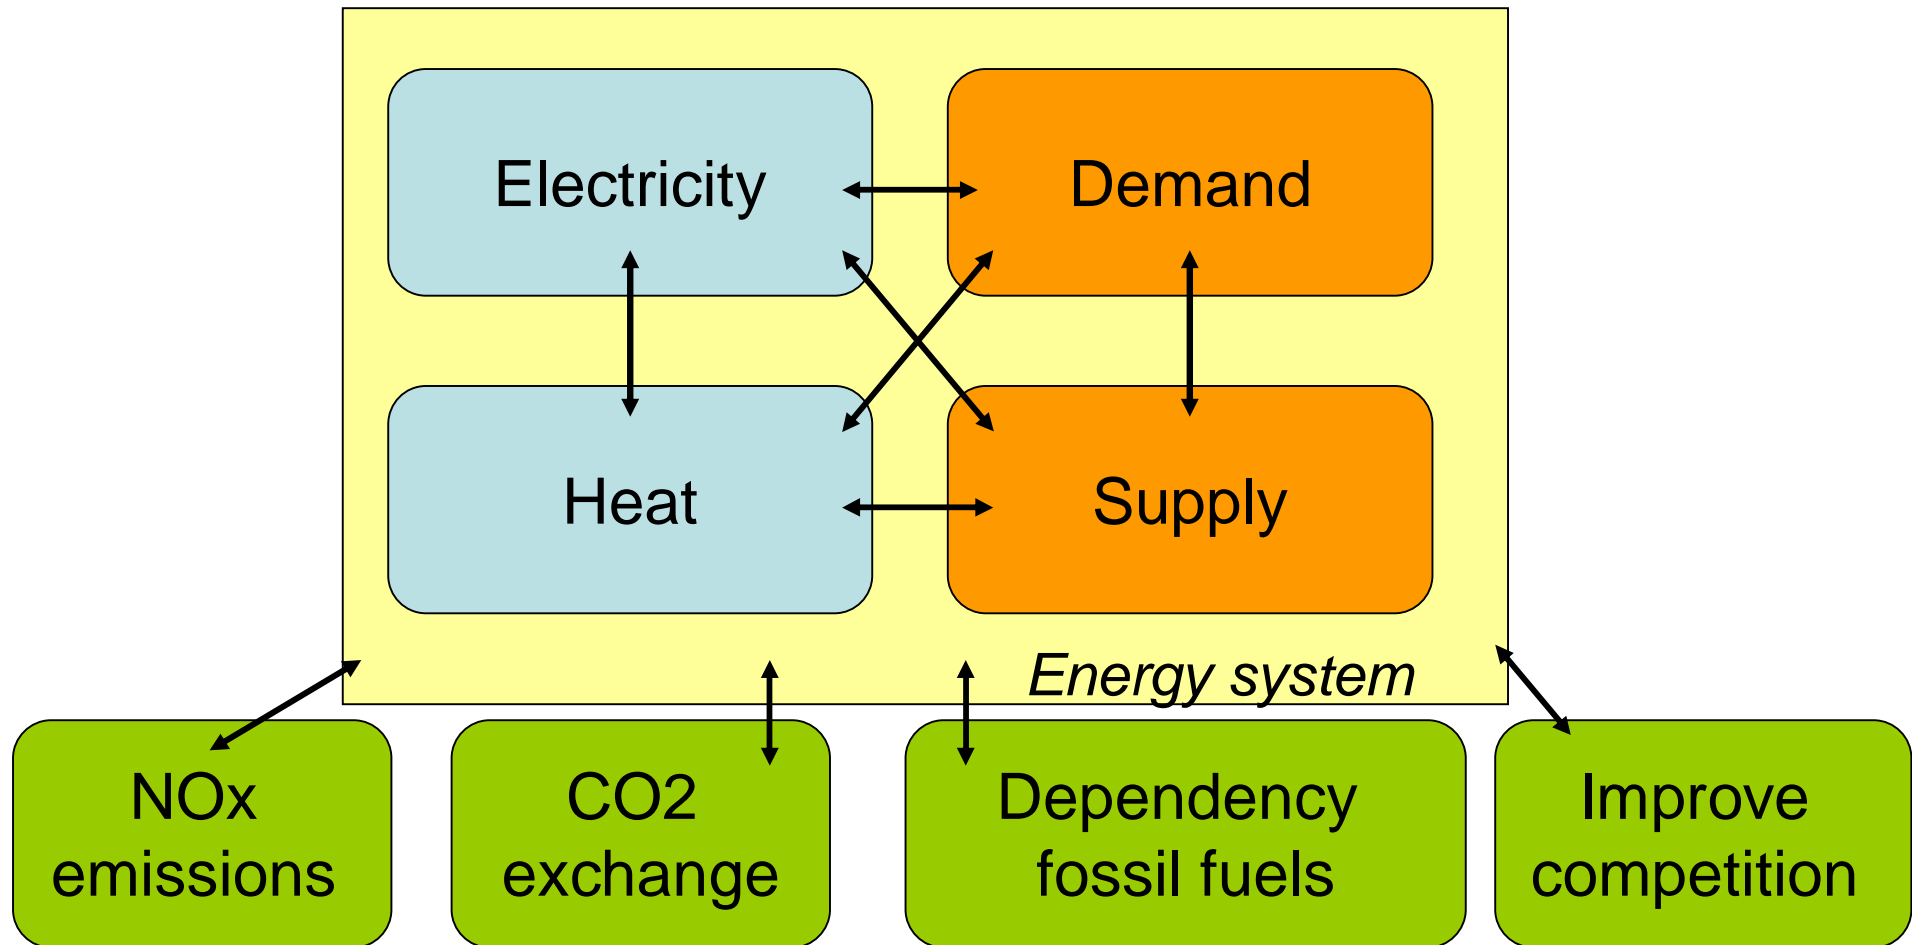 Electricity
Demand
Heat
Supply
Energy system
NOx
emissions
CO2
exchange
Dependency
fossil fuels
Improve
competition